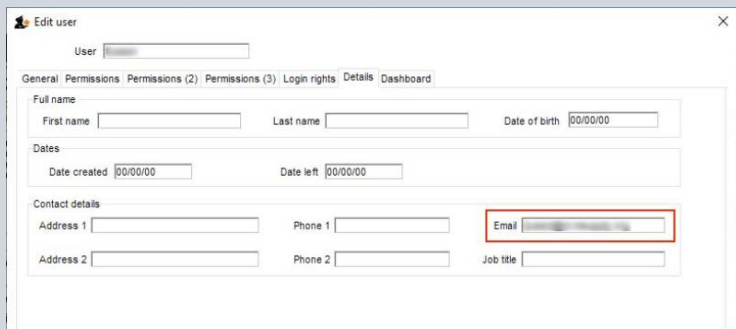 Edit user
User
General Permissions Permissions (2) Permissions (3) Login rights Details Dashboard
Full name
First name Last name Date of birth 00/00/00
Dates
Date created 00/00/00 Date left 00/00/00
Contact details
Address 1 Phone 1 Email
Address 2 Phone 2 Job title